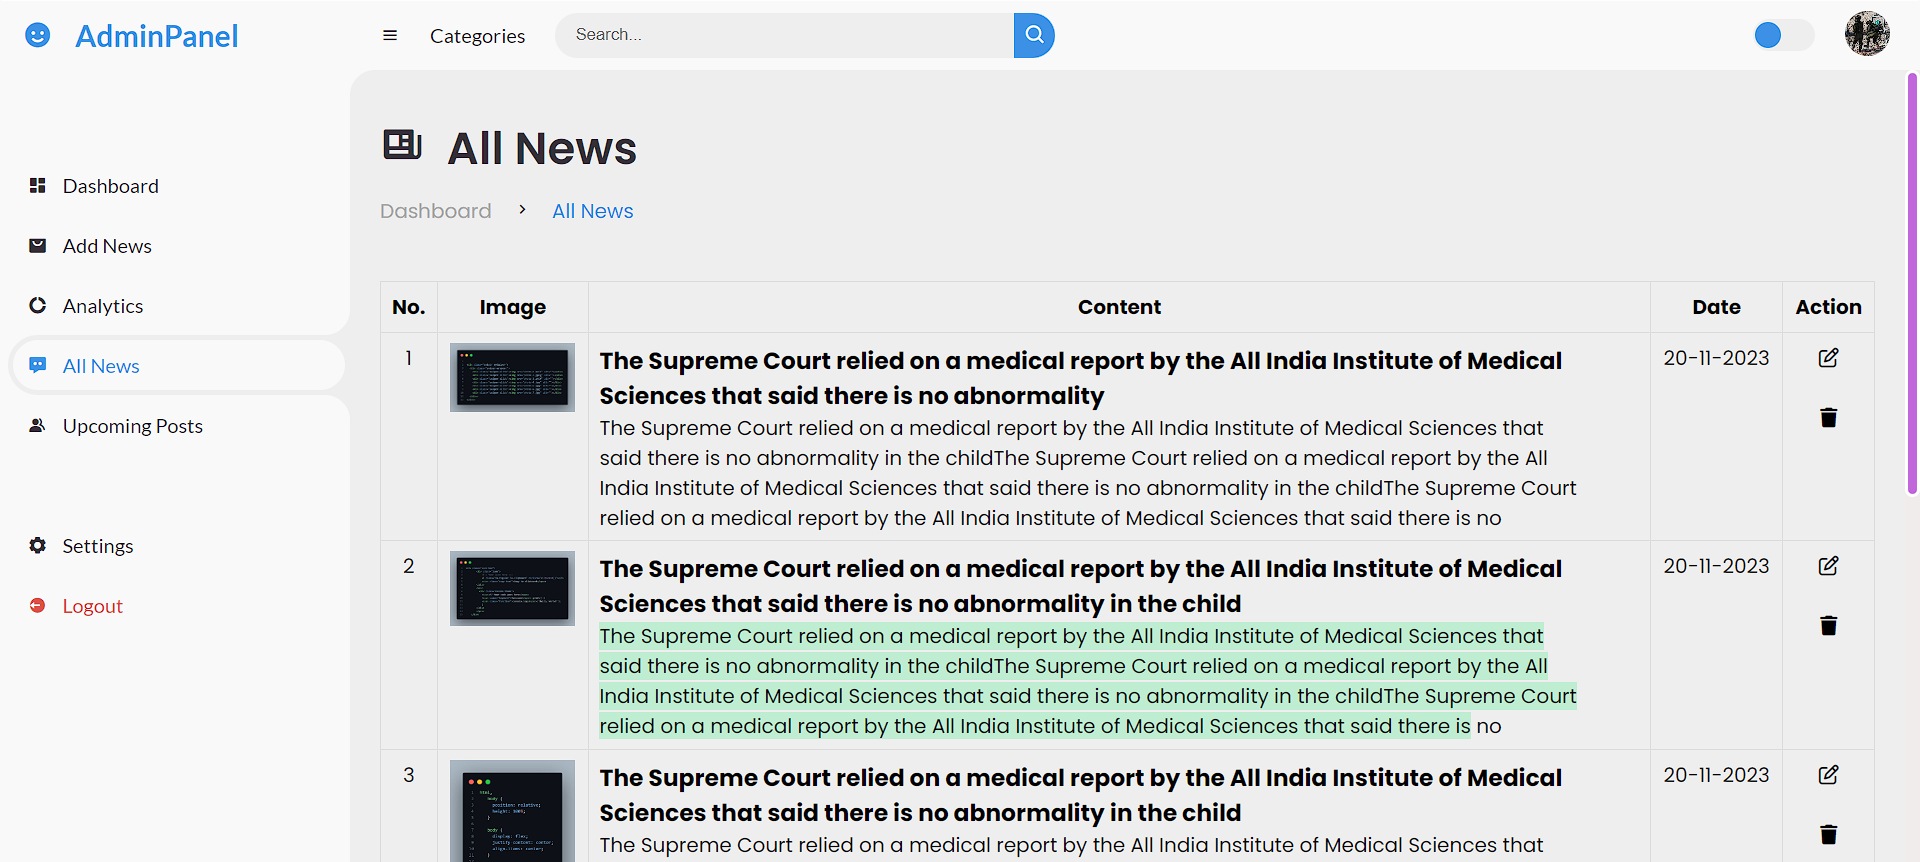 AdminPanel
Categories
Search...
Dashboard
Add News
Analytics
All News
Upcoming Posts
Settings
Logout
All News
Dashboard
All News
No. Image Content Date Action
1
The Supreme Court relied on a medical report by the All India Institute of Medical
Sciences that said there is no abnormality
The Supreme Court relied on a medical report by the All India Institute of Medical Sciences that
said there is no abnormality in the childThe Supreme Court relied on a medical report by the All
India Institute of Medical Sciences that said there is no abnormality in the childThe Supreme Court
relied on a medical report by the All India Institute of Medical Sciences that said there is no
20-11-2023
2
The Supreme Court relied on a medical report by the All India Institute of Medical
Sciences that said there is no abnormality in the child
The Supreme Court relied on a medical report by the All India Institute of Medical Sciences that
said there is no abnormality in the childThe Supreme Court relied on a medical report by the All
India Institute of Medical Sciences that said there is no abnormality in the childThe Supreme Court
relied on a medical report by the All India Institute of Medical Sciences that said there is no
20-11-2023
3
The Supreme Court relied on a medical report by the All India Institute of Medical
Sciences that said there is no abnormality in the child
The Supreme Court relied on a medical report by the All India Institute of Medical Sciences that
20-11-2023